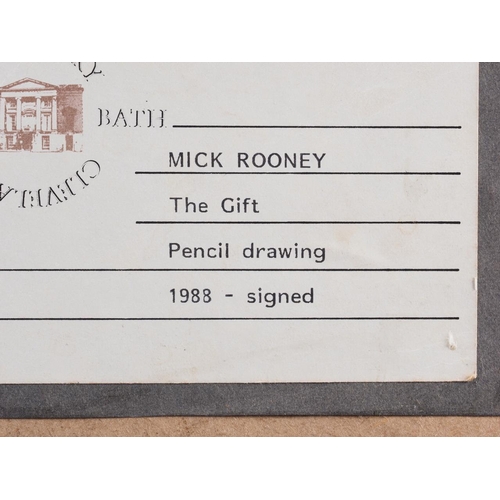 BATH
MICK ROONEY
The Gift
Pencil drawing
1988 - signed